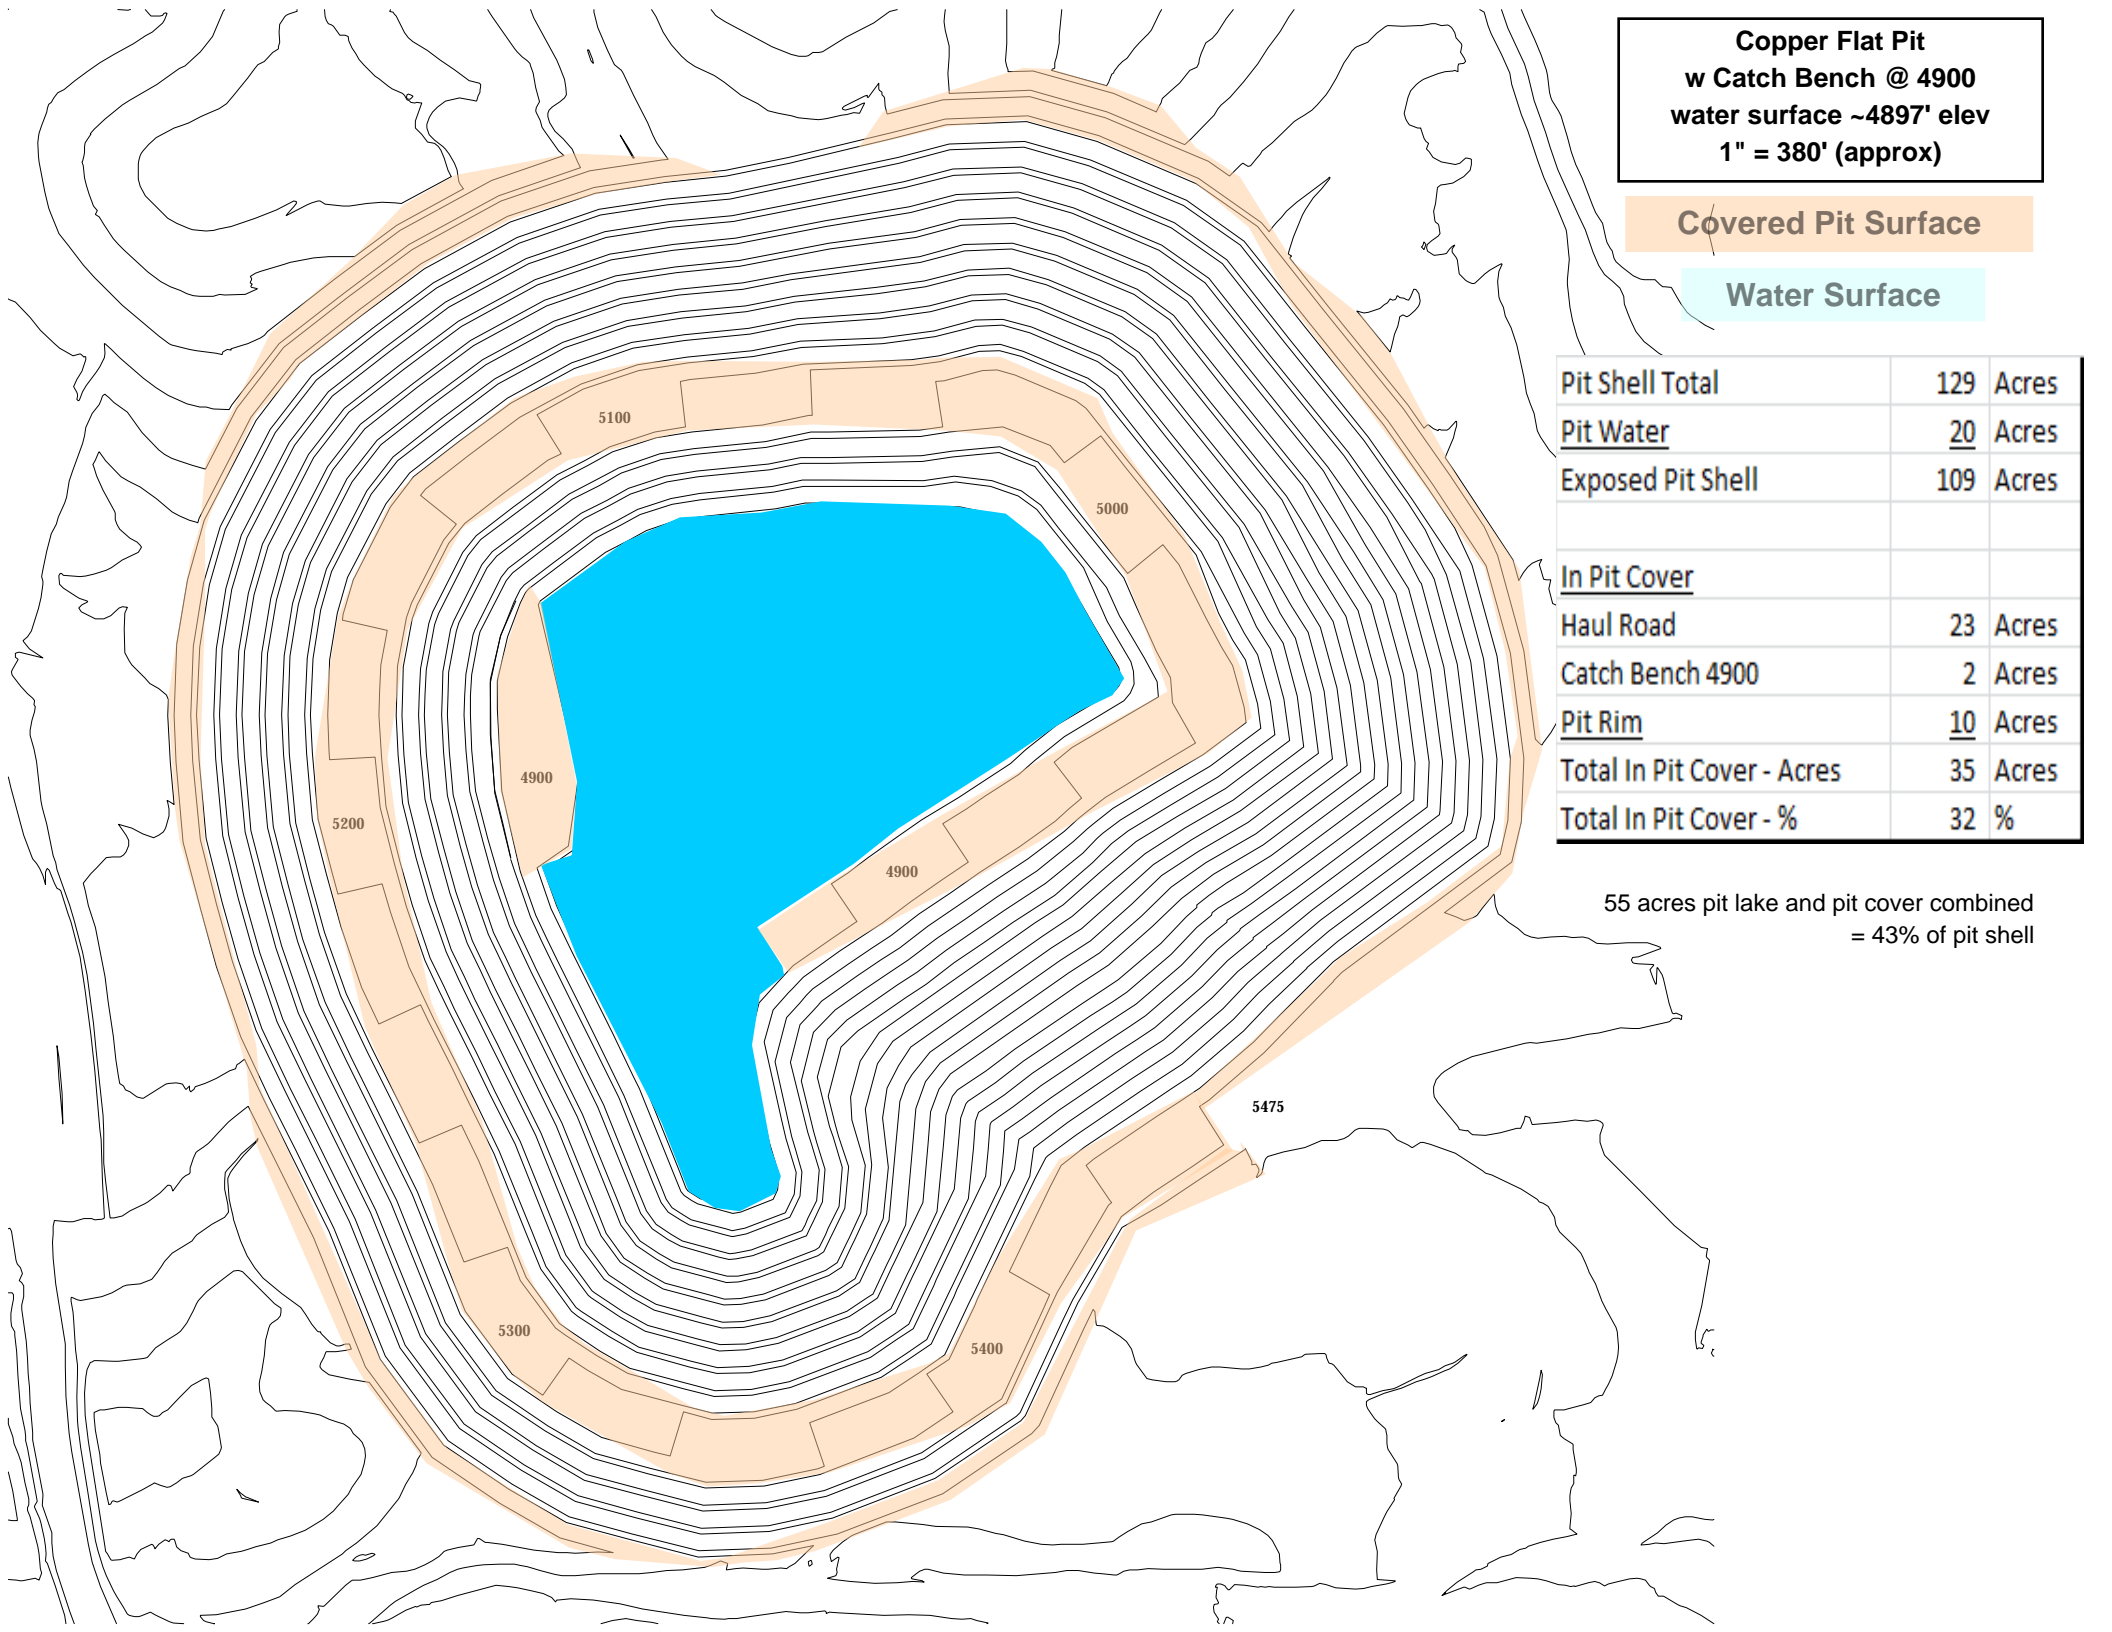 Copper Flat Pit
w Catch Bench @ 4900
water surface ~4897' elev
1" = 380' (approx)
Covered Pit Surface
Water Surface
Pit Shell Total 129 Acres
Pit Water 20 Acres
Exposed Pit Shell 109 Acres
In Pit Cover
Haul Road 23 Acres
Catch Bench 4900 2 Acres
Pit Rim 10 Acres
Total In Pit Cover - Acres 35 Acres
Total In Pit Cover - % 32 %
55 acres pit lake and pit cover combined
= 43% of pit shell
5100
5000
4900
5200
4900
5475
5300
5400